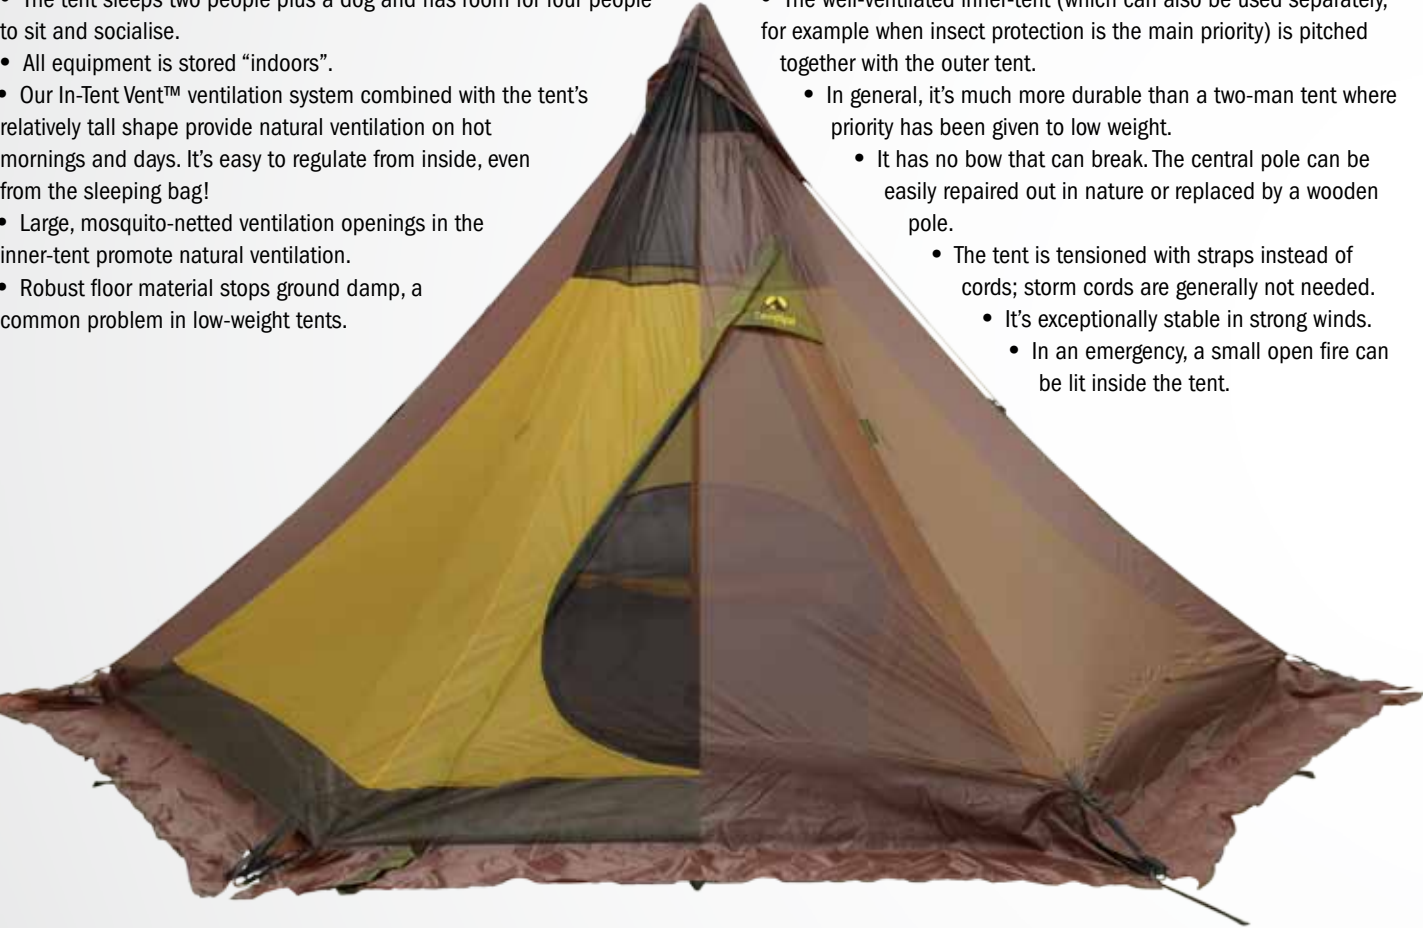 • The tent sleeps two people plus a dog and has room for four people
to sit and socialise.
• All equipment is stored “indoors”.
• Our In-Tent Vent™ ventilation system combined with the tent’s
relatively tall shape provide natural ventilation on hot
mornings and days. It’s easy to regulate from inside, even
from the sleeping bag!
• Large, mosquito-netted ventilation openings in the
inner-tent promote natural ventilation.
• Robust floor material stops ground damp, a
common problem in low-weight tents.
• The well-ventilated inner-tent (which can also be used separately,
for example when insect protection is the main priority) is pitched
together with the outer tent.
• In general, it’s much more durable than a two-man tent where
priority has been given to low weight.
• It has no bow that can break. The central pole can be
easily repaired out in nature or replaced by a wooden
pole.
• The tent is tensioned with straps instead of
cords; storm cords are generally not needed.
• It’s exceptionally stable in strong winds.
• In an emergency, a small open fire can
be lit inside the tent.